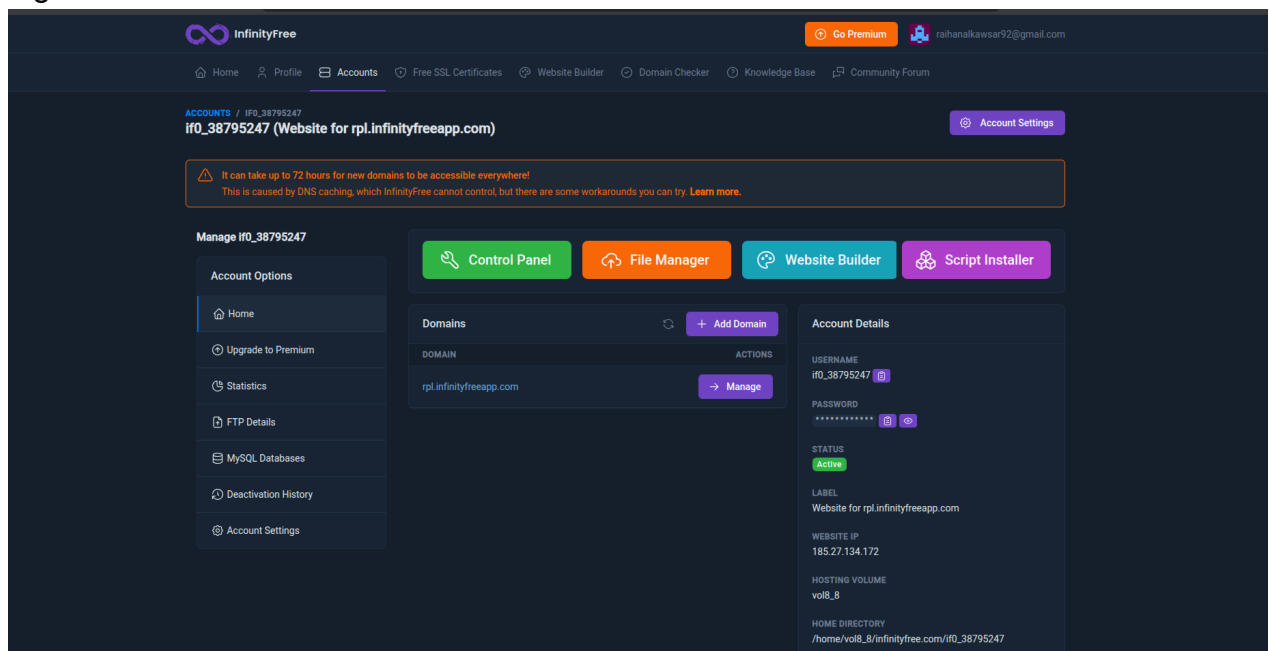 InfinityFree
Go Premium
raihanalkawsar92@gmail.com
Home
Profile
Accounts
Free SSL Certificates
Website Builder
Domain Checker
Knowledge Base
Community Forum
ACCOUNTS / IF0_38795247
if0_38795247 (Website for rpl.infinityfreeapp.com)
Account Settings
It can take up to 72 hours for new domains to be accessible everywhere!
This is caused by DNS caching, which InfinityFree cannot control, but there are some workarounds you can try. Learn more.
Manage if0_38795247
Account Options
Home
Upgrade to Premium
Statistics
FTP Details
MySQL Databases
Deactivation History
Account Settings
Control Panel
File Manager
Website Builder
Script Installer
Domains
+ Add Domain
DOMAIN
ACTIONS
rpl.infinityfreeapp.com
→ Manage
Account Details
USERNAME
if0_38795247
PASSWORD
************
STATUS
Active
LABEL
Website for rpl.infinityfreeapp.com
WEBSITE IP
185.27.134.172
HOSTING VOLUME
vol8_8
HOME DIRECTORY
/home/vol8_8/infinityfree.com/if0_38795247